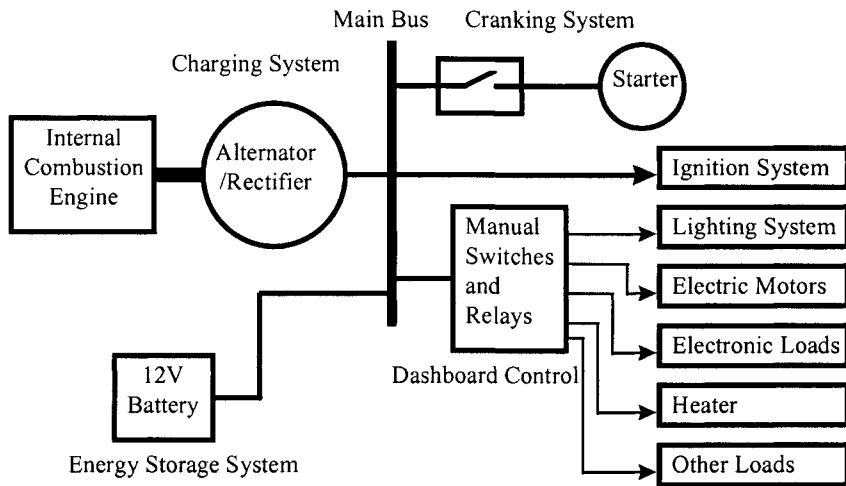 Main Bus
Cranking System
Charging System
Starter
Internal
Combustion
Engine
Alternator
/Rectifier
Ignition System
Manual
Switches
and
Relays
Lighting System
Electric Motors
Electronic Loads
12V
Battery
Dashboard Control
Heater
Energy Storage System
Other Loads